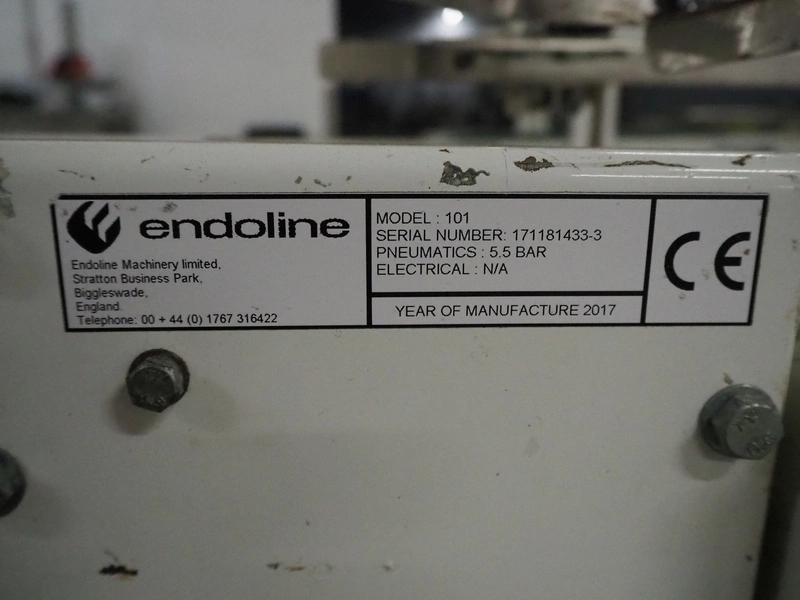 endoline
Endoline Machinery limited,
Stratton Business Park,
Biggleswade,
England.
Telephone: 00 + 44 (0) 1767 316422
MODEL : 101
SERIAL NUMBER: 171181433-3
PNEUMATICS : 5.5 BAR
ELECTRICAL : N/A
YEAR OF MANUFACTURE 2017
CE